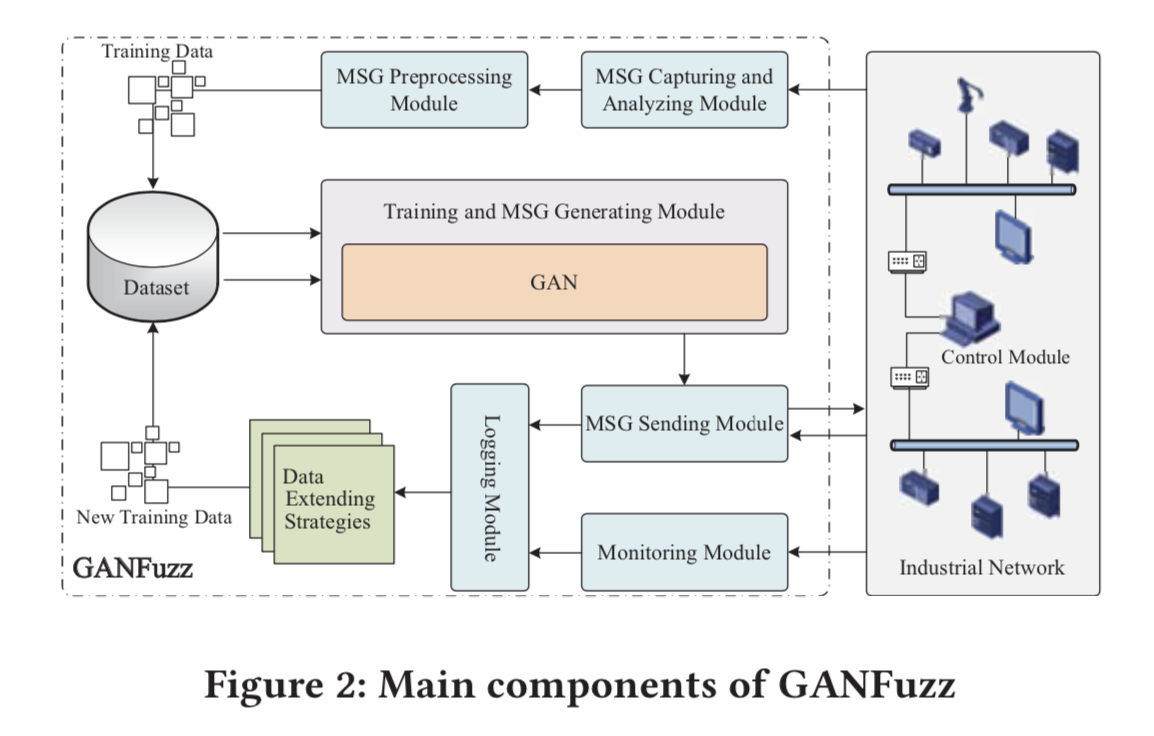 Training Data
MSG Preprocessing
Module
MSG Capturing and
Analyzing Module
Training and MSG Generating Module
GAN
Dataset
Control Module
MSG Sending Module
Logging Module
Data
Extending
Strategies
New Training Data
Monitoring Module
GANFuzz
Industrial Network
Figure 2: Main components of GANFuzz